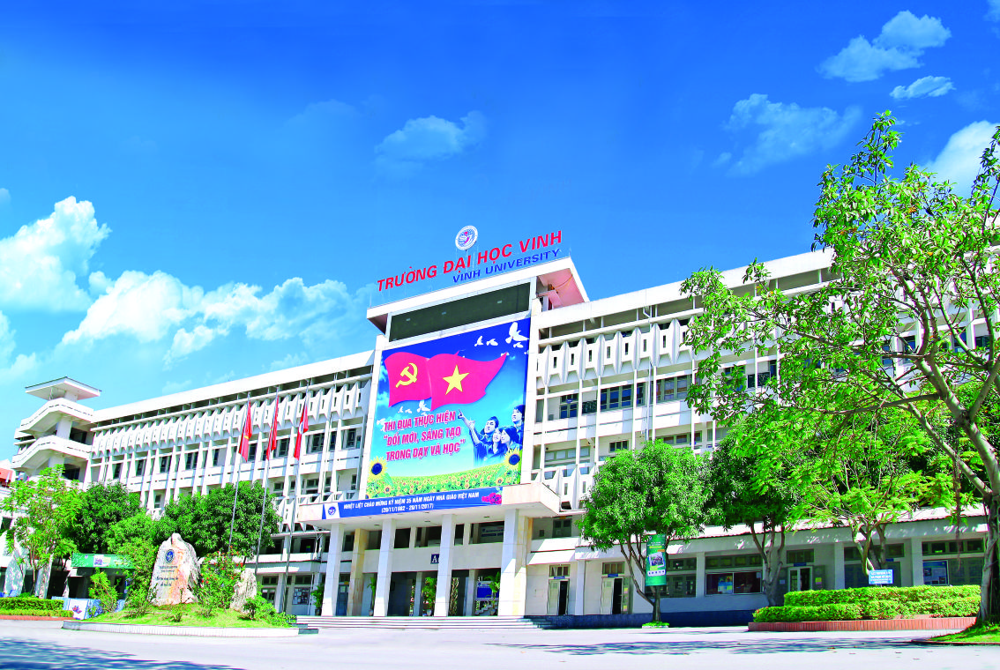 TRƯỜNG ĐẠI HỌC VINH
VINH UNIVERSITY
THI ĐUA THỰC HIỆN
"ĐỔI MỚI, SÁNG TẠO
TRONG DẠY VÀ HỌC"
NHIỆT LIỆT CHÀO MỪNG KỶ NIỆM 35 NĂM NGÀY NHÀ GIÁO VIỆT NAM
(20/11/1982 - 20/11/2017)
A